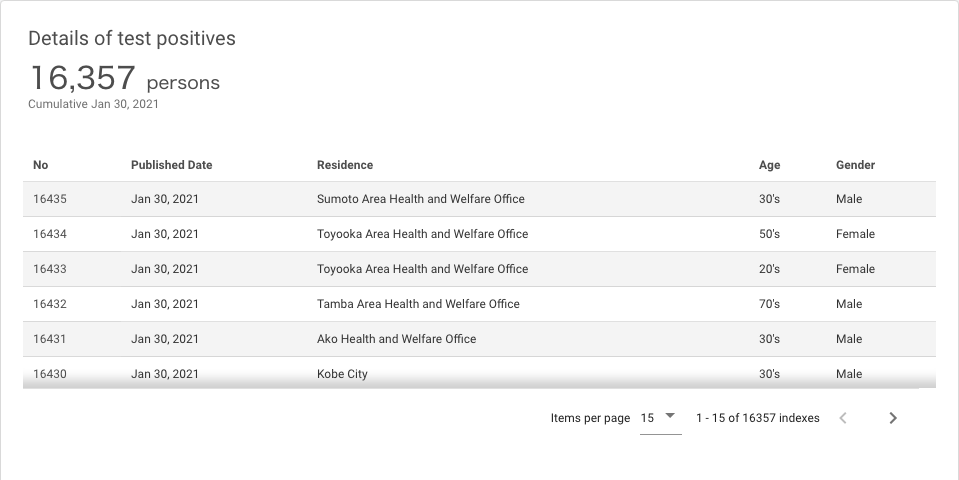 Details of test positives
16,357 persons
Cumulative Jan 30, 2021
No Published Date Residence Age Gender
16435 Jan 30, 2021 Sumoto Area Health and Welfare Office 30's Male
16434 Jan 30, 2021 Toyooka Area Health and Welfare Office 50's Female
16433 Jan 30, 2021 Toyooka Area Health and Welfare Office 20's Female
16432 Jan 30, 2021 Tamba Area Health and Welfare Office 70's Male
16431 Jan 30, 2021 Ako Health and Welfare Office 30's Male
16430 Jan 30, 2021 Kobe City 30's Male
Items per page 15 1 - 15 of 16357 indexes